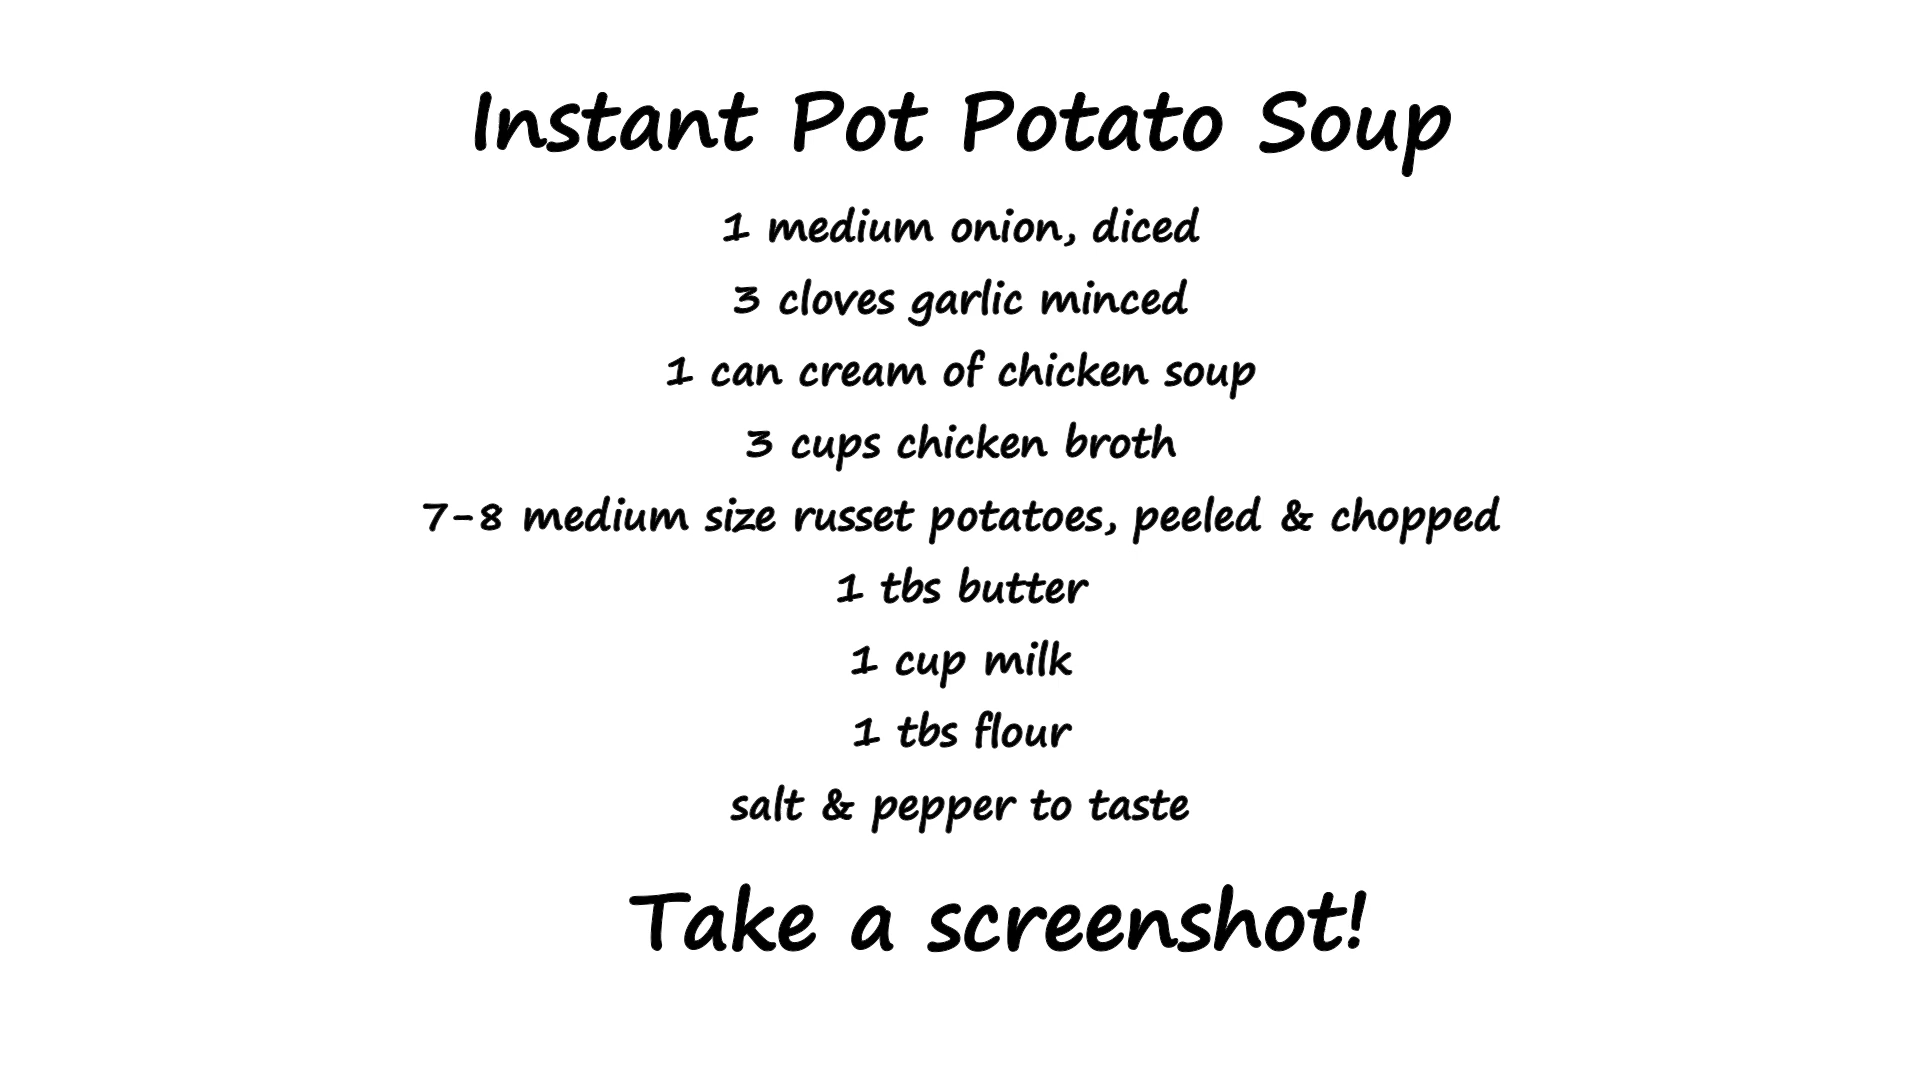 Instant Pot Potato Soup
1 medium onion, diced
3 cloves garlic minced
1 can cream of chicken soup
3 cups chicken broth
7-8 medium size russet potatoes, peeled & chopped
1 tbs butter
1 cup milk
1 tbs flour
salt & pepper to taste
Take a screenshot!